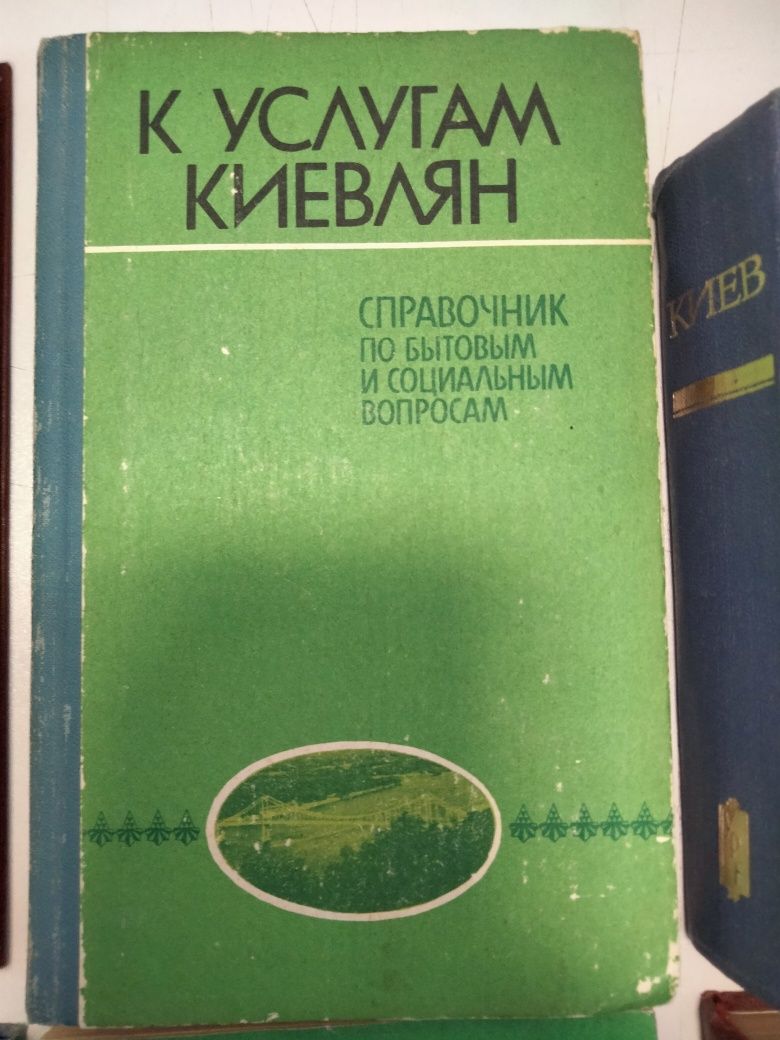 К УСЛУГАМ
КИЕВЛЯН
СПРАВОЧНИК
ПО БЫТОВЫМ
И СОЦИАЛЬНЫМ
ВОПРОСАМ
КИЕВ